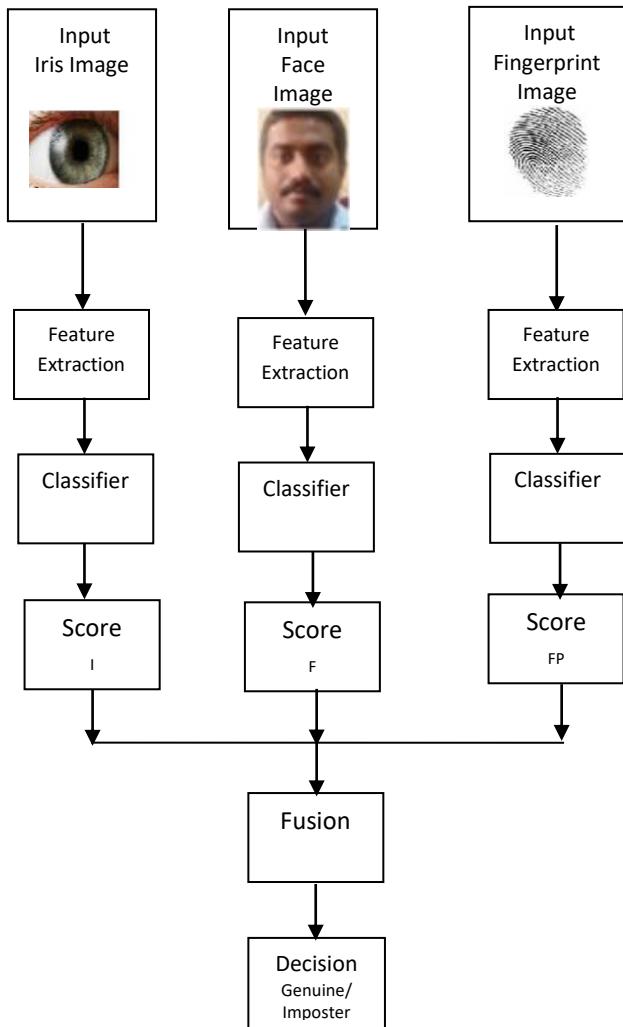 Input
Iris Image
Input
Face
Image
Input
Fingerprint
Image
Feature
Extraction
Feature
Extraction
Feature
Extraction
Classifier
Classifier
Classifier
Score
I
Score
F
Score
FP
Fusion
Decision
Genuine/
Imposter